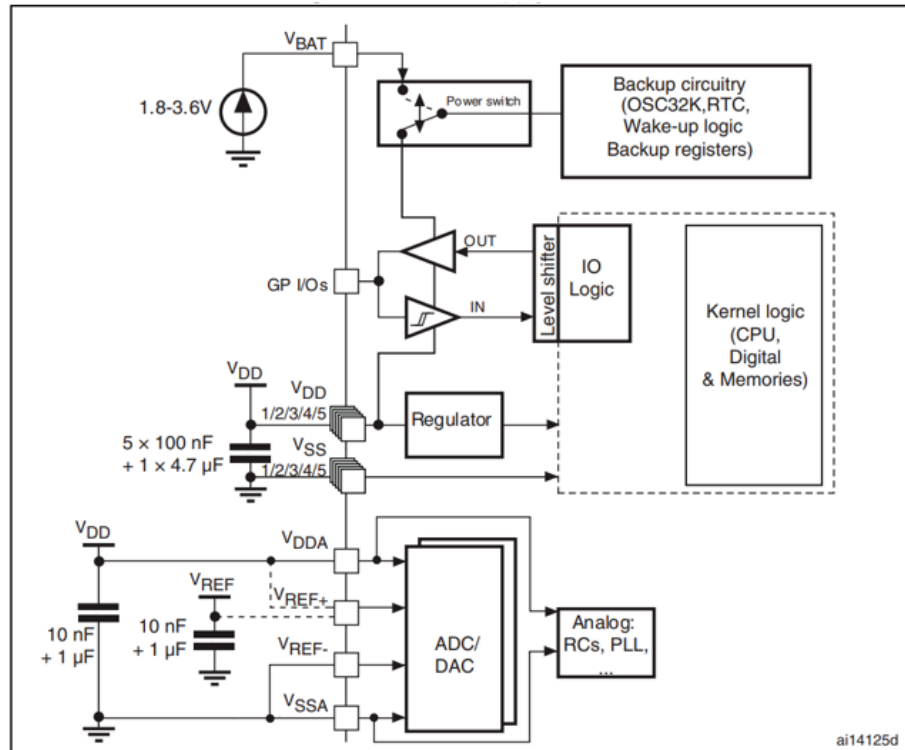 VBAT
1.8-3.6V
Power switch
Backup circuitry
(OSC32K,RTC,
Wake-up logic
Backup registers)
GP I/Os
OUT
IN
Level shifter
IO
Logic
Kernel logic
(CPU,
Digital
& Memories)
VDD
VDD
1/2/3/4/5
Regulator
5 × 100 nF
+ 1 × 4.7 µF
VSS
1/2/3/4/5
VDD
VDDA
VREF
VREF+
10 nF
+ 1 µF
10 nF
+ 1 µF
VREF-
VSSA
ADC/
DAC
Analog:
RCs, PLL,
...
ai14125d